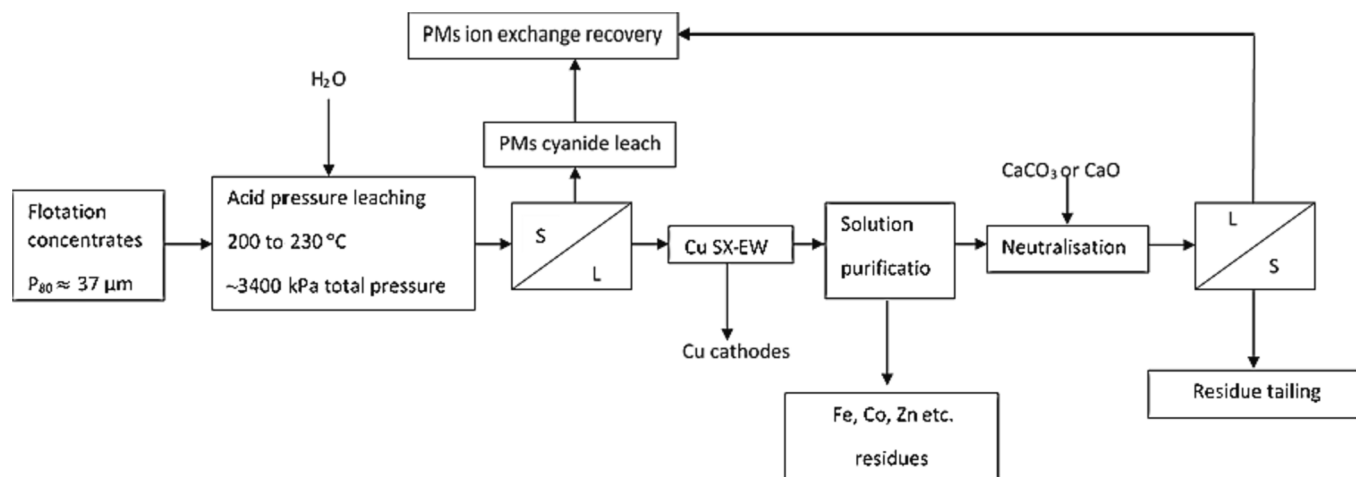 PMs ion exchange recovery
H₂O
PMs cyanide leach
CaCO₃ or CaO
Flotation
concentrates
P₈₀ ≈ 37 µm
Acid pressure leaching
200 to 230 °C
~3400 kPa total pressure
S
L
Cu SX-EW
Solution
purificatio
Neutralisation
L
S
Cu cathodes
Residue tailing
Fe, Co, Zn etc.
residues